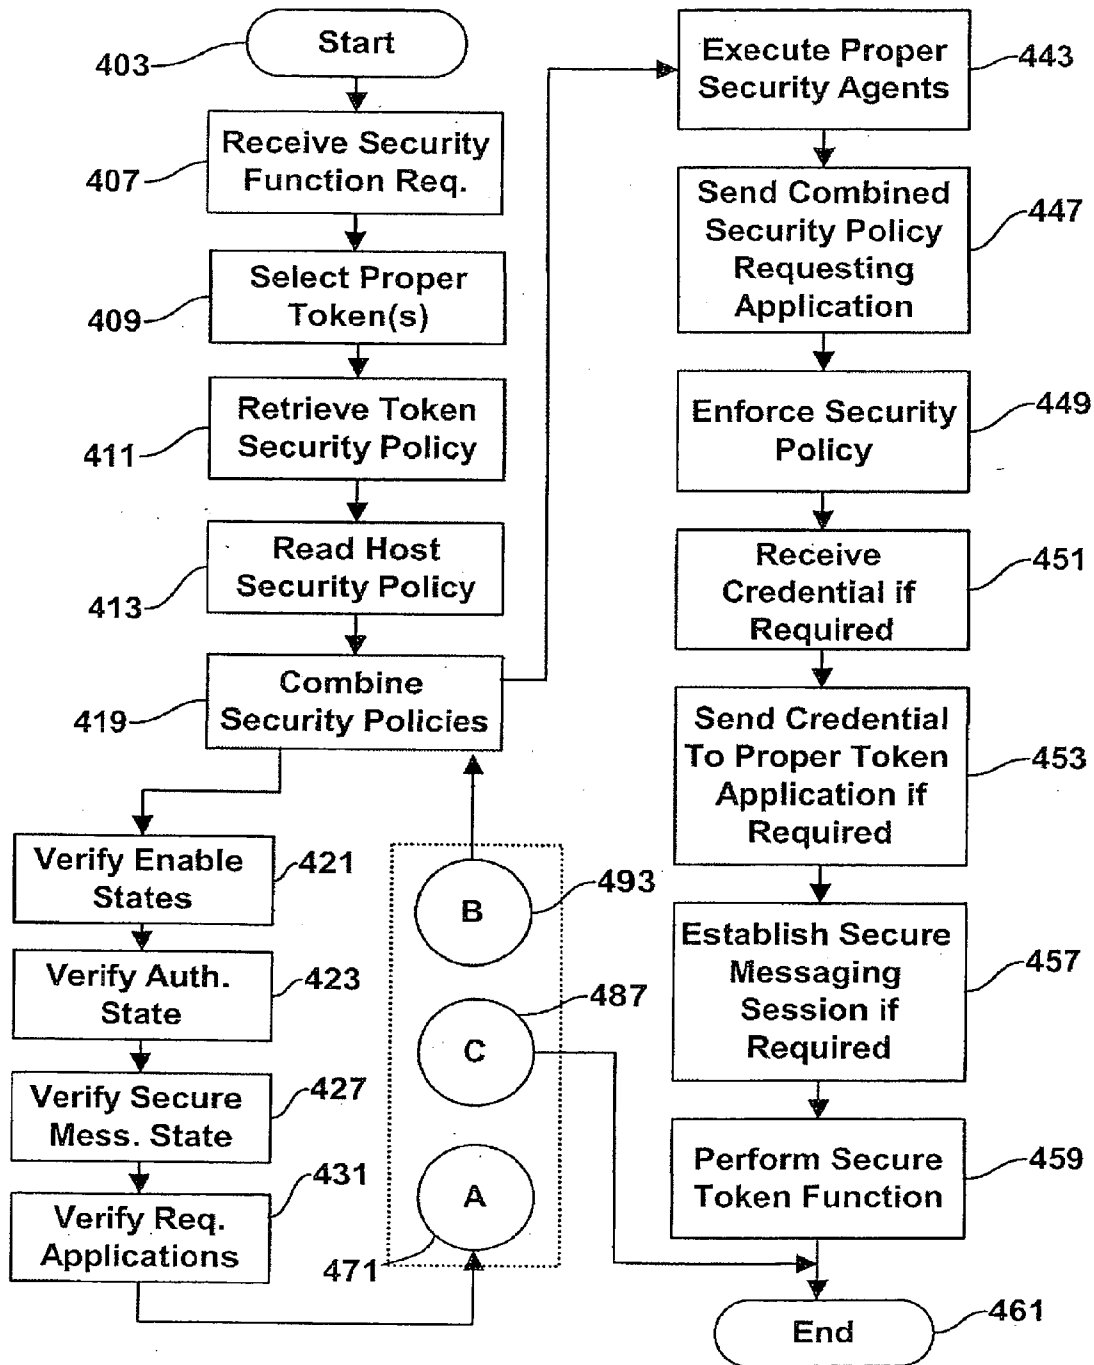 Start
403
Receive Security
Function Req.
407
Select Proper
Token(s)
409
Retrieve Token
Security Policy
411
Read Host
Security Policy
413
Combine
Security Policies
419
Verify Enable
States
421
Verify Auth.
State
423
Verify Secure
Mess. State
427
Verify Req.
Applications
431
B
493
C
487
A
471
Execute Proper
Security Agents
443
Send Combined
Security Policy
Requesting
Application
447
Enforce Security
Policy
449
Receive
Credential if
Required
451
Send Credential
To Proper Token
Application if
Required
453
Establish Secure
Messaging
Session if
Required
457
Perform Secure
Token Function
459
End
461